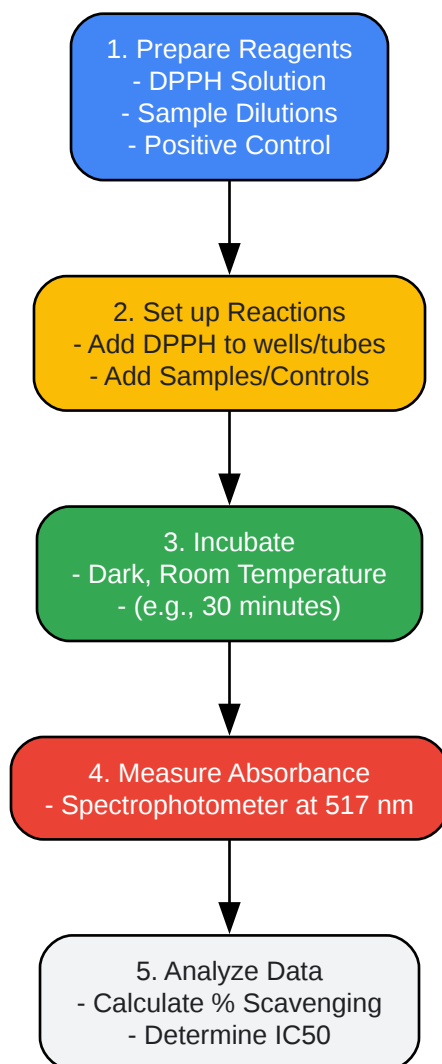 1. Prepare Reagents
- DPPH Solution
- Sample Dilutions
- Positive Control
2. Set up Reactions
- Add DPPH to wells/tubes
- Add Samples/Controls
3. Incubate
- Dark, Room Temperature
- (e.g., 30 minutes)
4. Measure Absorbance
- Spectrophotometer at 517 nm
5. Analyze Data
- Calculate % Scavenging
- Determine IC50